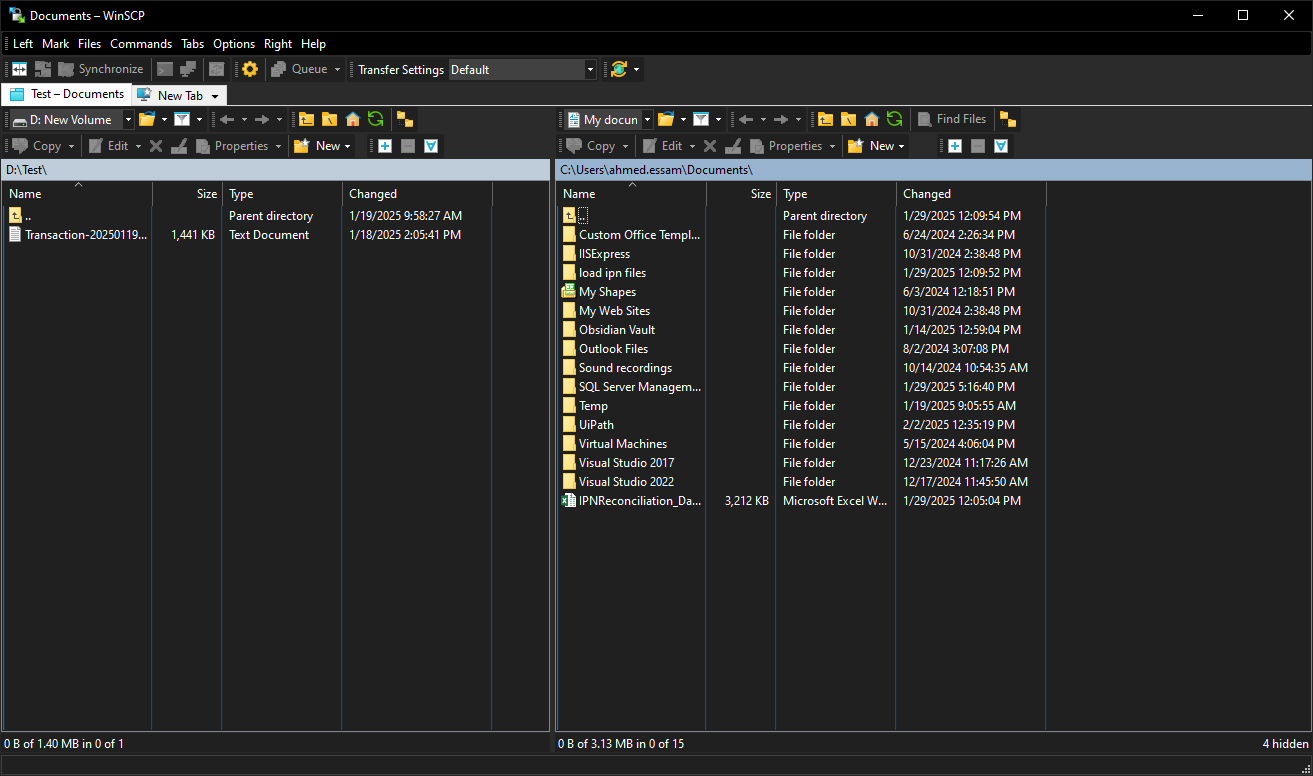 Documents – WinSCP
Left Mark Files Commands Tabs Options Right Help
Synchronize Queue Transfer Settings Default
Test – Documents New Tab
D: New Volume
Copy Edit Properties New
D:\Test\
Name Size Type Changed
.. Parent directory 1/19/2025 9:58:27 AM
Transaction-20250119... 1,441 KB Text Document 1/18/2025 2:05:41 PM
0 B of 1.40 MB in 0 of 1
My docun Find Files
Copy Edit Properties New
C:\Users\ahmed.essam\Documents\
Name Size Type Changed
.. Parent directory 1/29/2025 12:09:54 PM
Custom Office Templ... File folder 6/24/2024 2:26:34 PM
IISExpress File folder 10/31/2024 2:38:48 PM
load ipn files File folder 1/29/2025 12:09:52 PM
My Shapes File folder 6/3/2024 12:18:51 PM
My Web Sites File folder 10/31/2024 2:38:48 PM
Obsidian Vault File folder 1/14/2025 12:59:04 PM
Outlook Files File folder 8/2/2024 3:07:08 PM
Sound recordings File folder 10/14/2024 10:54:35 AM
SQL Server Managem... File folder 1/29/2025 5:16:40 PM
Temp File folder 1/19/2025 9:05:55 AM
UiPath File folder 2/2/2025 12:35:19 PM
Virtual Machines File folder 5/15/2024 4:06:04 PM
Visual Studio 2017 File folder 12/23/2024 11:17:26 AM
Visual Studio 2022 File folder 12/17/2024 11:45:50 AM
IPNReconciliation_Da... 3,212 KB Microsoft Excel W... 1/29/2025 12:05:04 PM
0 B of 3.13 MB in 0 of 15 4 hidden